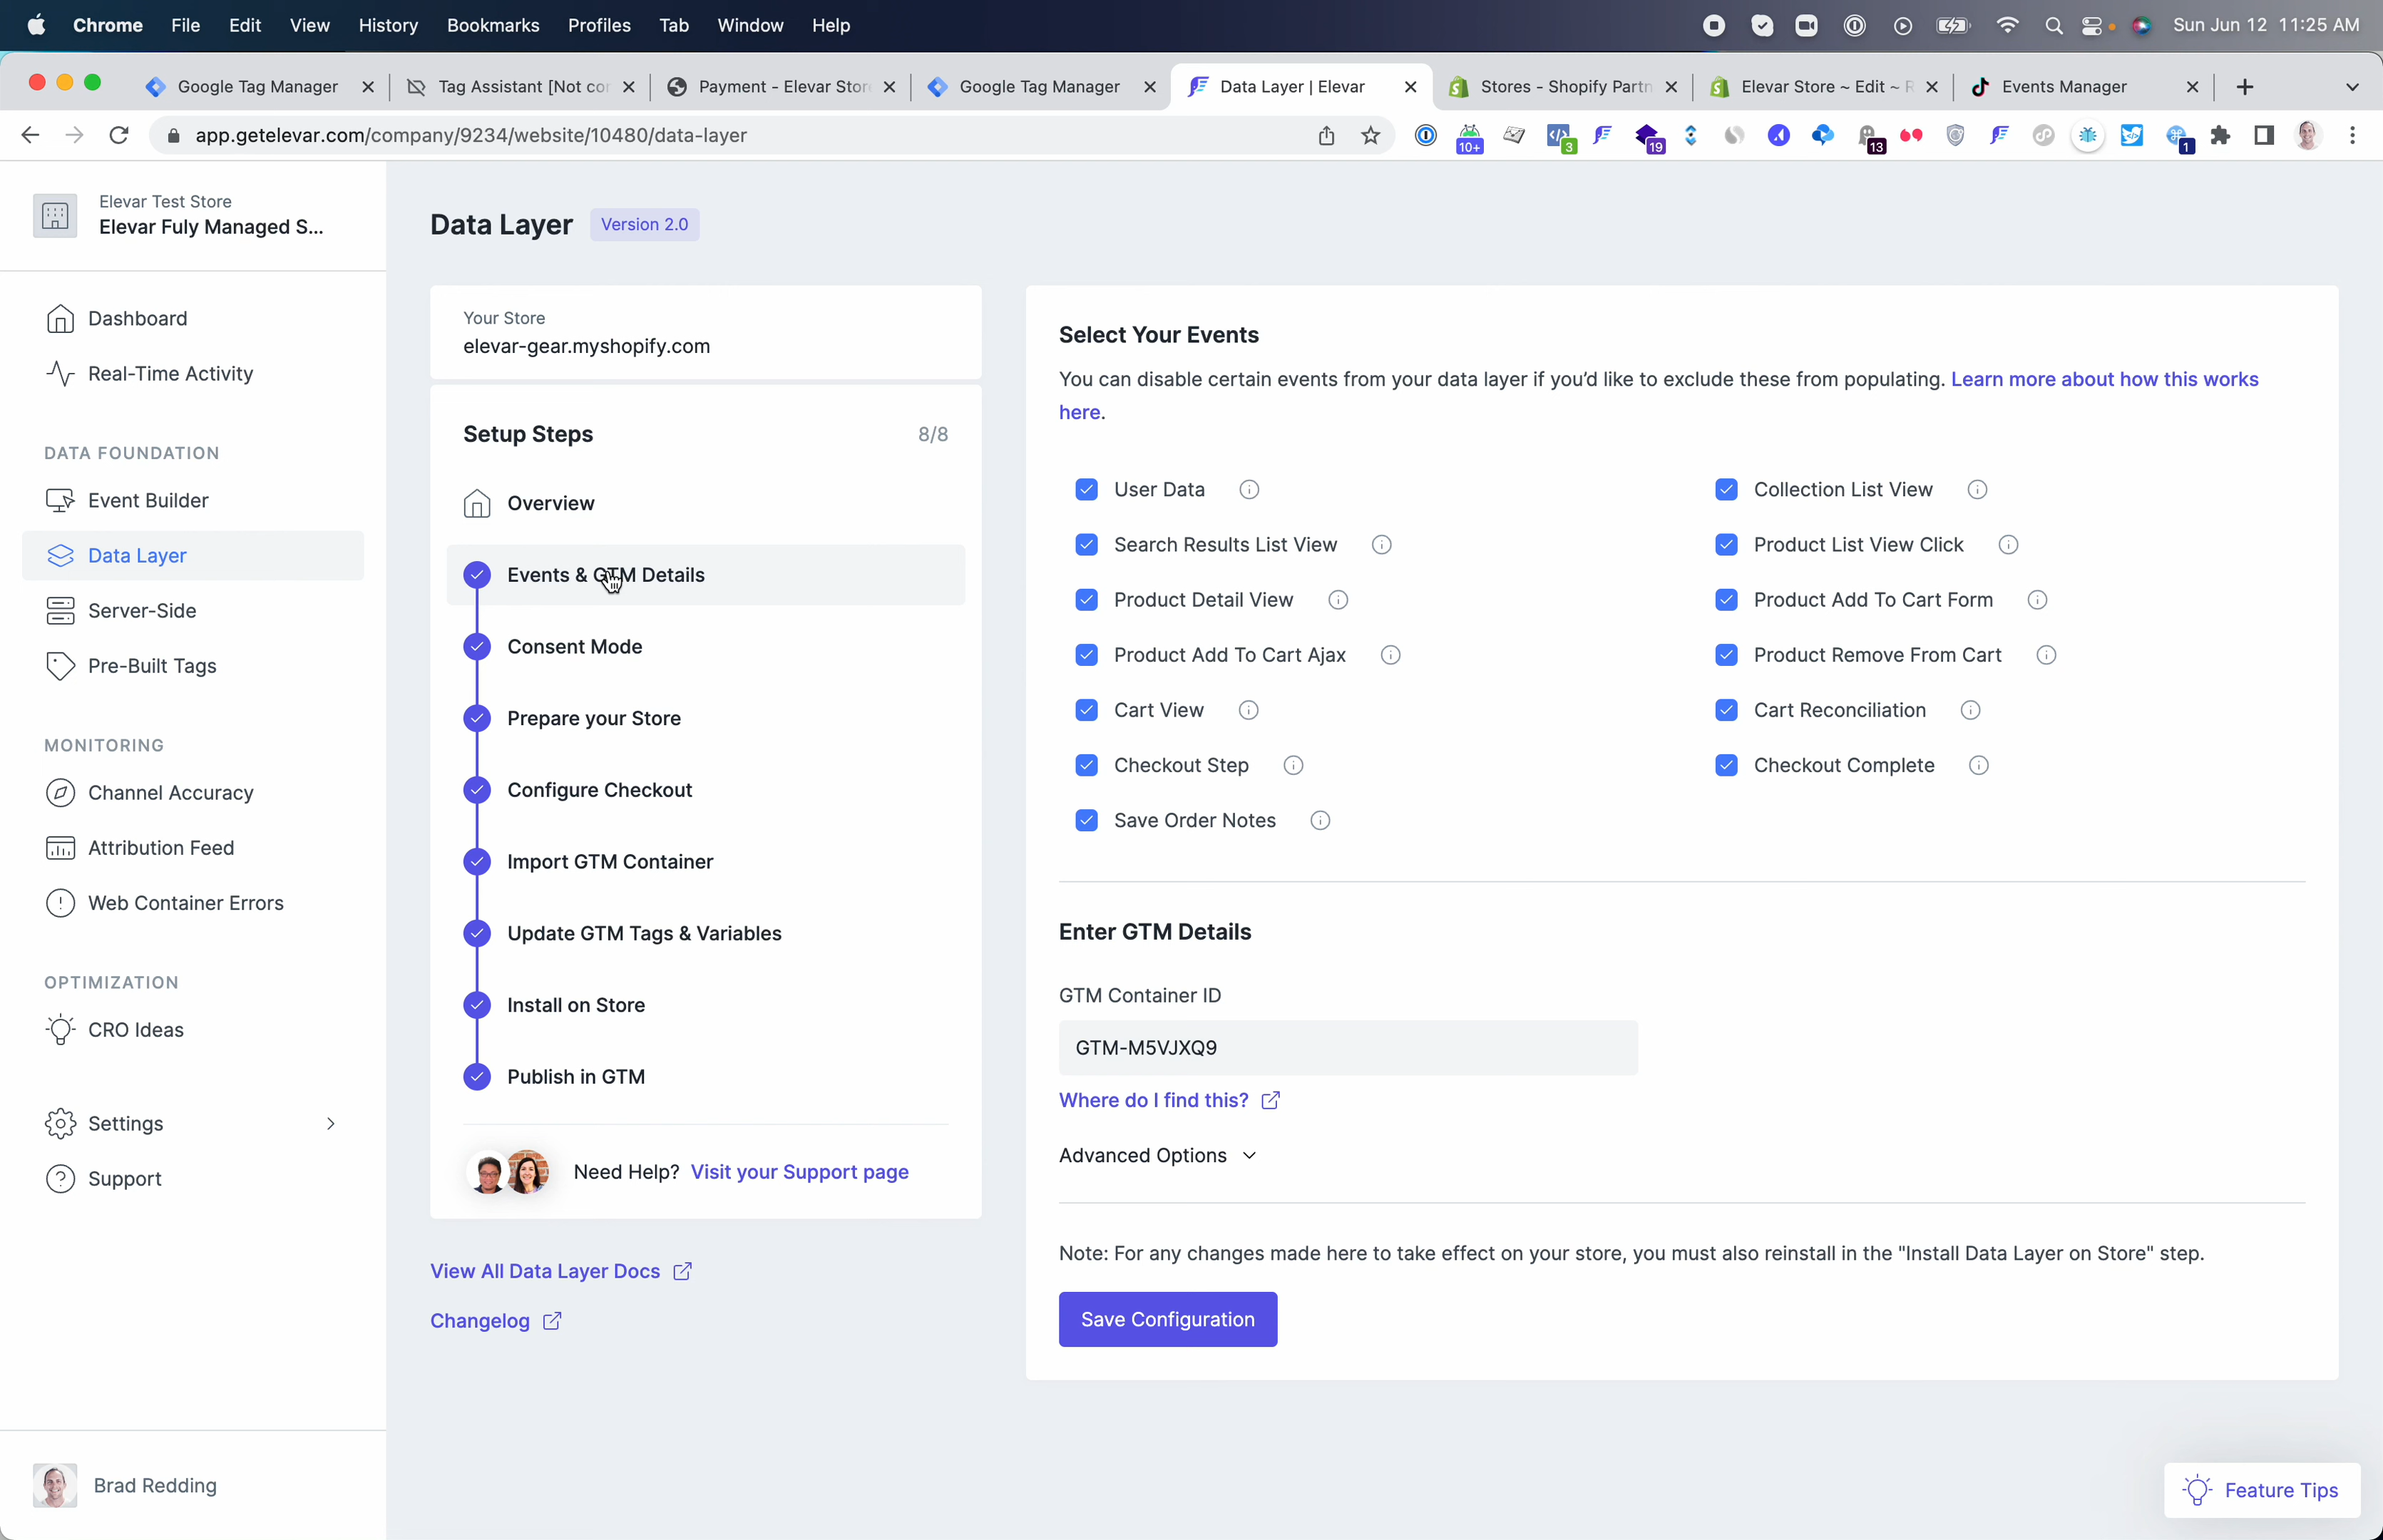 Chrome File Edit View History Bookmarks Profiles Tab Window Help Sun Jun 12 11:25 AM
Google Tag Manager Tag Assistant [Not cor Payment - Elevar Stor Google Tag Manager Data Layer | Elevar Stores - Shopify Partn Elevar Store ~ Edit ~ R Events Manager
app.getelevar.com/company/9234/website/10480/data-layer
10+ 3 19 13 1
Elevar Test Store
Elevar Fuly Managed S...
Dashboard
Real-Time Activity
DATA FOUNDATION
Event Builder
Data Layer
Server-Side
Pre-Built Tags
MONITORING
Channel Accuracy
Attribution Feed
Web Container Errors
OPTIMIZATION
CRO Ideas
Settings
Support
Brad Redding
Data Layer Version 2.0
Your Store
elevar-gear.myshopify.com
Setup Steps 8/8
Overview
Events & GTM Details
Consent Mode
Prepare your Store
Configure Checkout
Import GTM Container
Update GTM Tags & Variables
Install on Store
Publish in GTM
Need Help? Visit your Support page
View All Data Layer Docs
Changelog
Select Your Events
You can disable certain events from your data layer if you'd like to exclude these from populating. Learn more about how this works
here.
User Data Collection List View
Search Results List View Product List View Click
Product Detail View Product Add To Cart Form
Product Add To Cart Ajax Product Remove From Cart
Cart View Cart Reconciliation
Checkout Step Checkout Complete
Save Order Notes
Enter GTM Details
GTM Container ID
GTM-M5VJXQ9
Where do I find this?
Advanced Options
Note: For any changes made here to take effect on your store, you must also reinstall in the "Install Data Layer on Store" step.
Save Configuration
Feature Tips